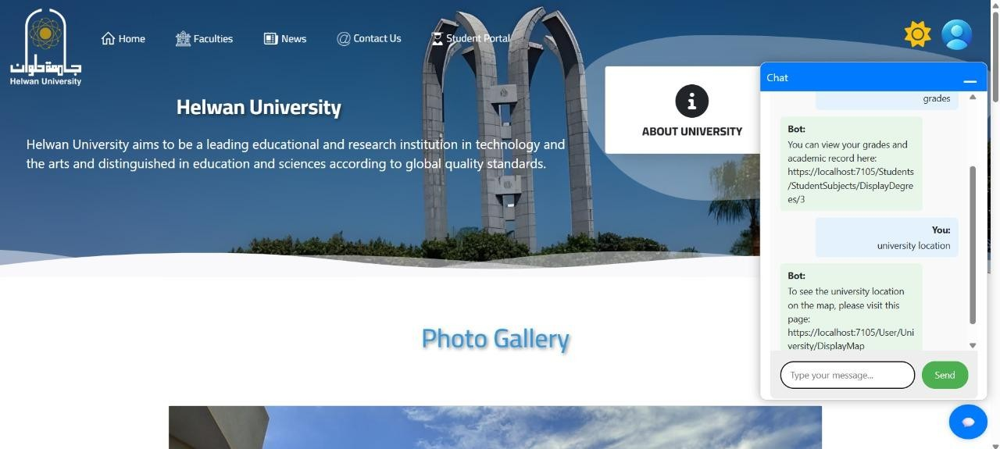 جامعة حلوان
Helwan University
Home
Faculties
News
Contact Us
Student Portal
Helwan University
Helwan University aims to be a leading educational and research institution in technology and
the arts and distinguished in education and sciences according to global quality standards.
ABOUT UNIVERSITY
Photo Gallery
Chat
grades
Bot:
You can view your grades and
academic record here:
https://localhost:7105/Students
/StudentSubjects/DisplayDegre
es/3
You:
university location
Bot:
To see the university location
on the map, please visit this
page:
https://localhost:7105/User/Uni
versity/DisplayMap
Type your message...
Send